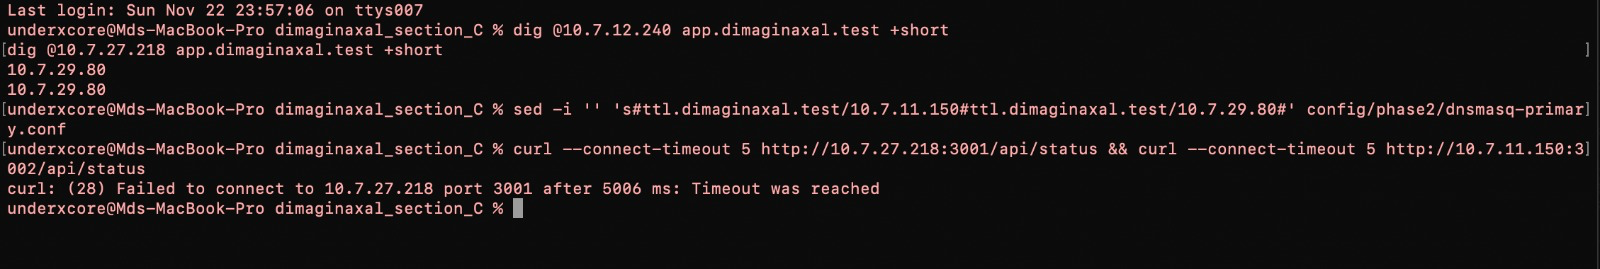 Last login: Sun Nov 22 23:57:06 on ttys007
underxcore@Mds-MacBook-Pro dimaginaxal_section_C % dig @10.7.12.240 app.dimaginaxal.test +short
[dig @10.7.27.218 app.dimaginaxal.test +short ]
10.7.29.80
10.7.29.80
[underxcore@Mds-MacBook-Pro dimaginaxal_section_C % sed -i '' 's#ttl.dimaginaxal.test/10.7.11.150#ttl.dimaginaxal.test/10.7.29.80#' config/phase2/dnsmasq-primar]
y.conf
[underxcore@Mds-MacBook-Pro dimaginaxal_section_C % curl --connect-timeout 5 http://10.7.27.218:3001/api/status && curl --connect-timeout 5 http://10.7.11.150:3]
002/api/status
curl: (28) Failed to connect to 10.7.27.218 port 3001 after 5006 ms: Timeout was reached
underxcore@Mds-MacBook-Pro dimaginaxal_section_C %